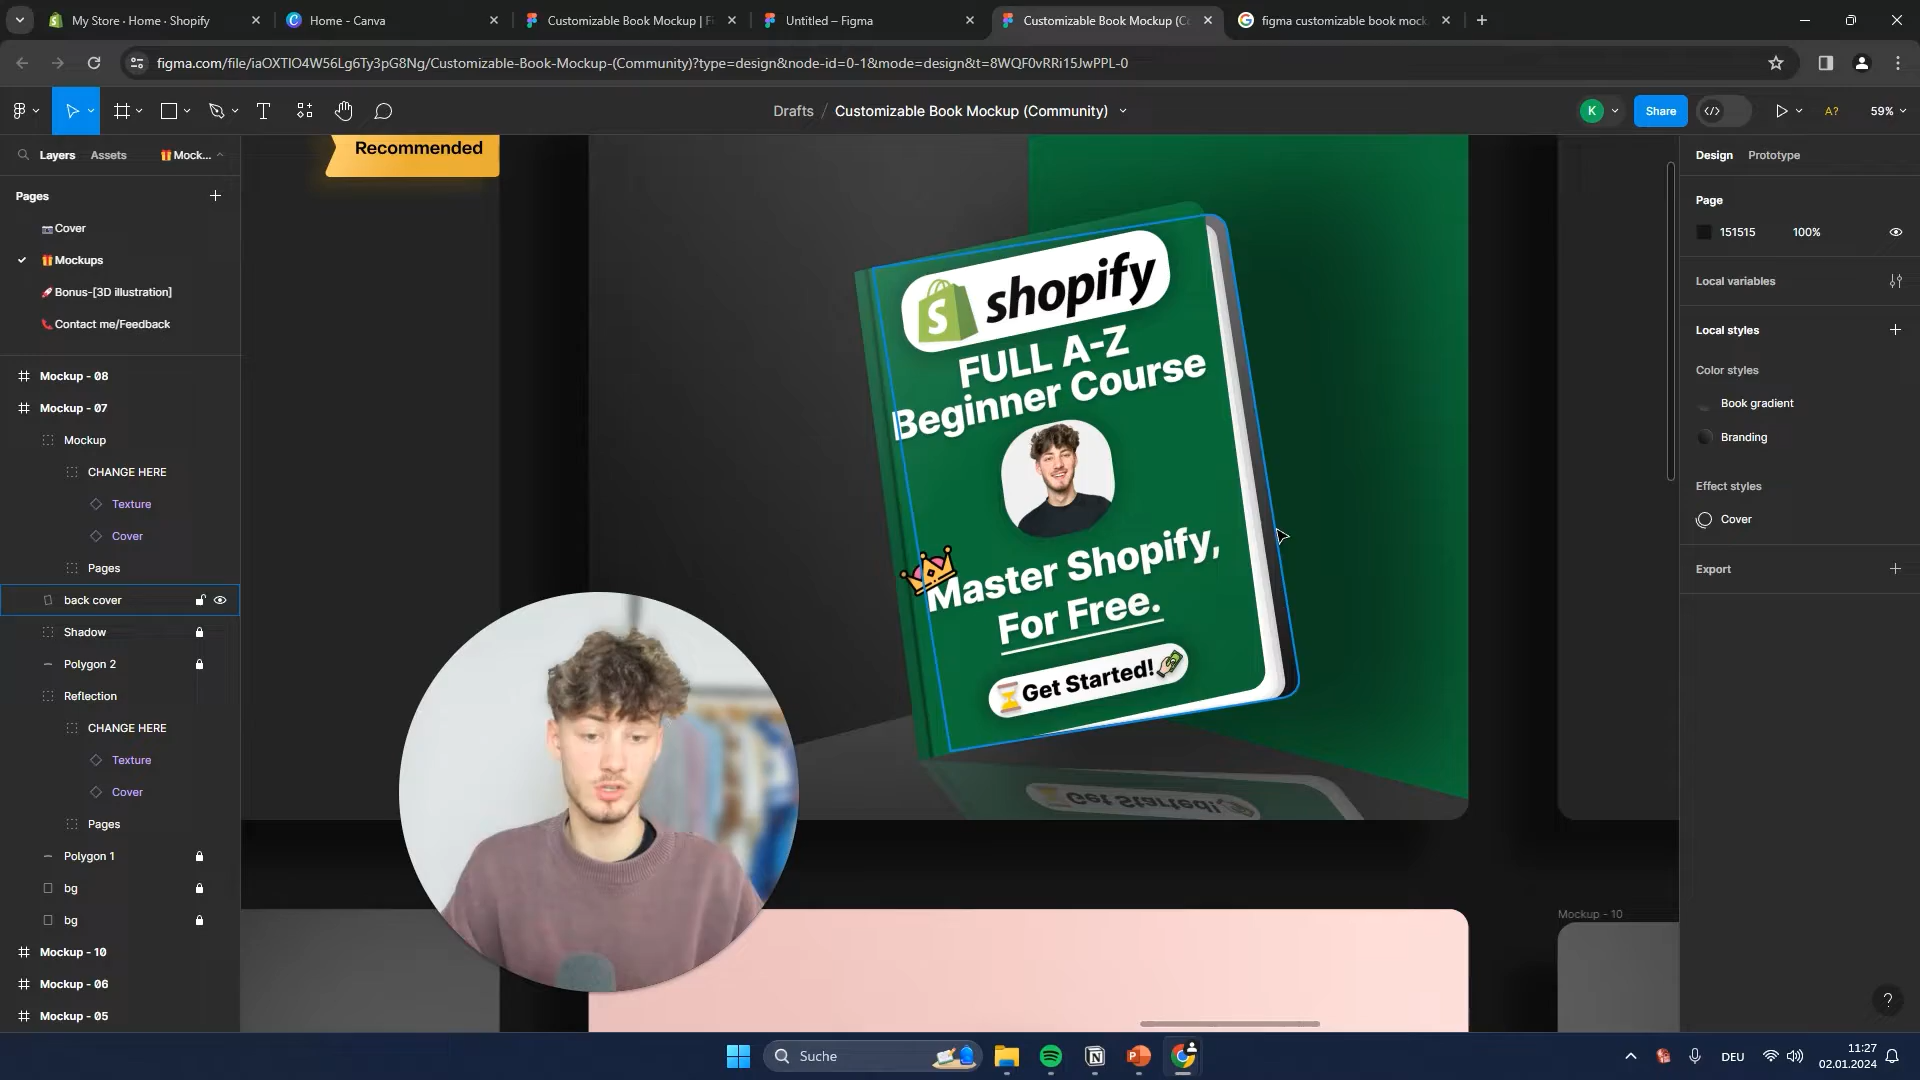 My Store · Home · Shopify
Home - Canva
Customizable Book Mockup | F
Untitled – Figma
Customizable Book Mockup (Co
figma customizable book mock
figma.com/file/iaOXTIO4W56Lg6Ty3pG8Ng/Customizable-Book-Mockup-(Community)?type=design&node-id=0-1&mode=design&t=8WQF0vRRi15JwPPL-0
Drafts / Customizable Book Mockup (Community)
K
Share
A?
59%
Layers
Assets
Mock...
Pages
Cover
Mockups
Bonus-[3D illustration]
Contact me/Feedback
Mockup - 08
Mockup - 07
Mockup
CHANGE HERE
Texture
Cover
Pages
back cover
Shadow
Polygon 2
Reflection
CHANGE HERE
Texture
Cover
Pages
Polygon 1
bg
bg
Mockup - 10
Mockup - 06
Mockup - 05
Recommended
shopify
FULL A-Z
Beginner Course
Master Shopify,
For Free.
Get Started!
Get Started!
Mockup - 10
Design
Prototype
Page
151515
100%
Local variables
Local styles
Color styles
Book gradient
Branding
Effect styles
Cover
Export
?
Suche
DEU
11:27
02.01.2024